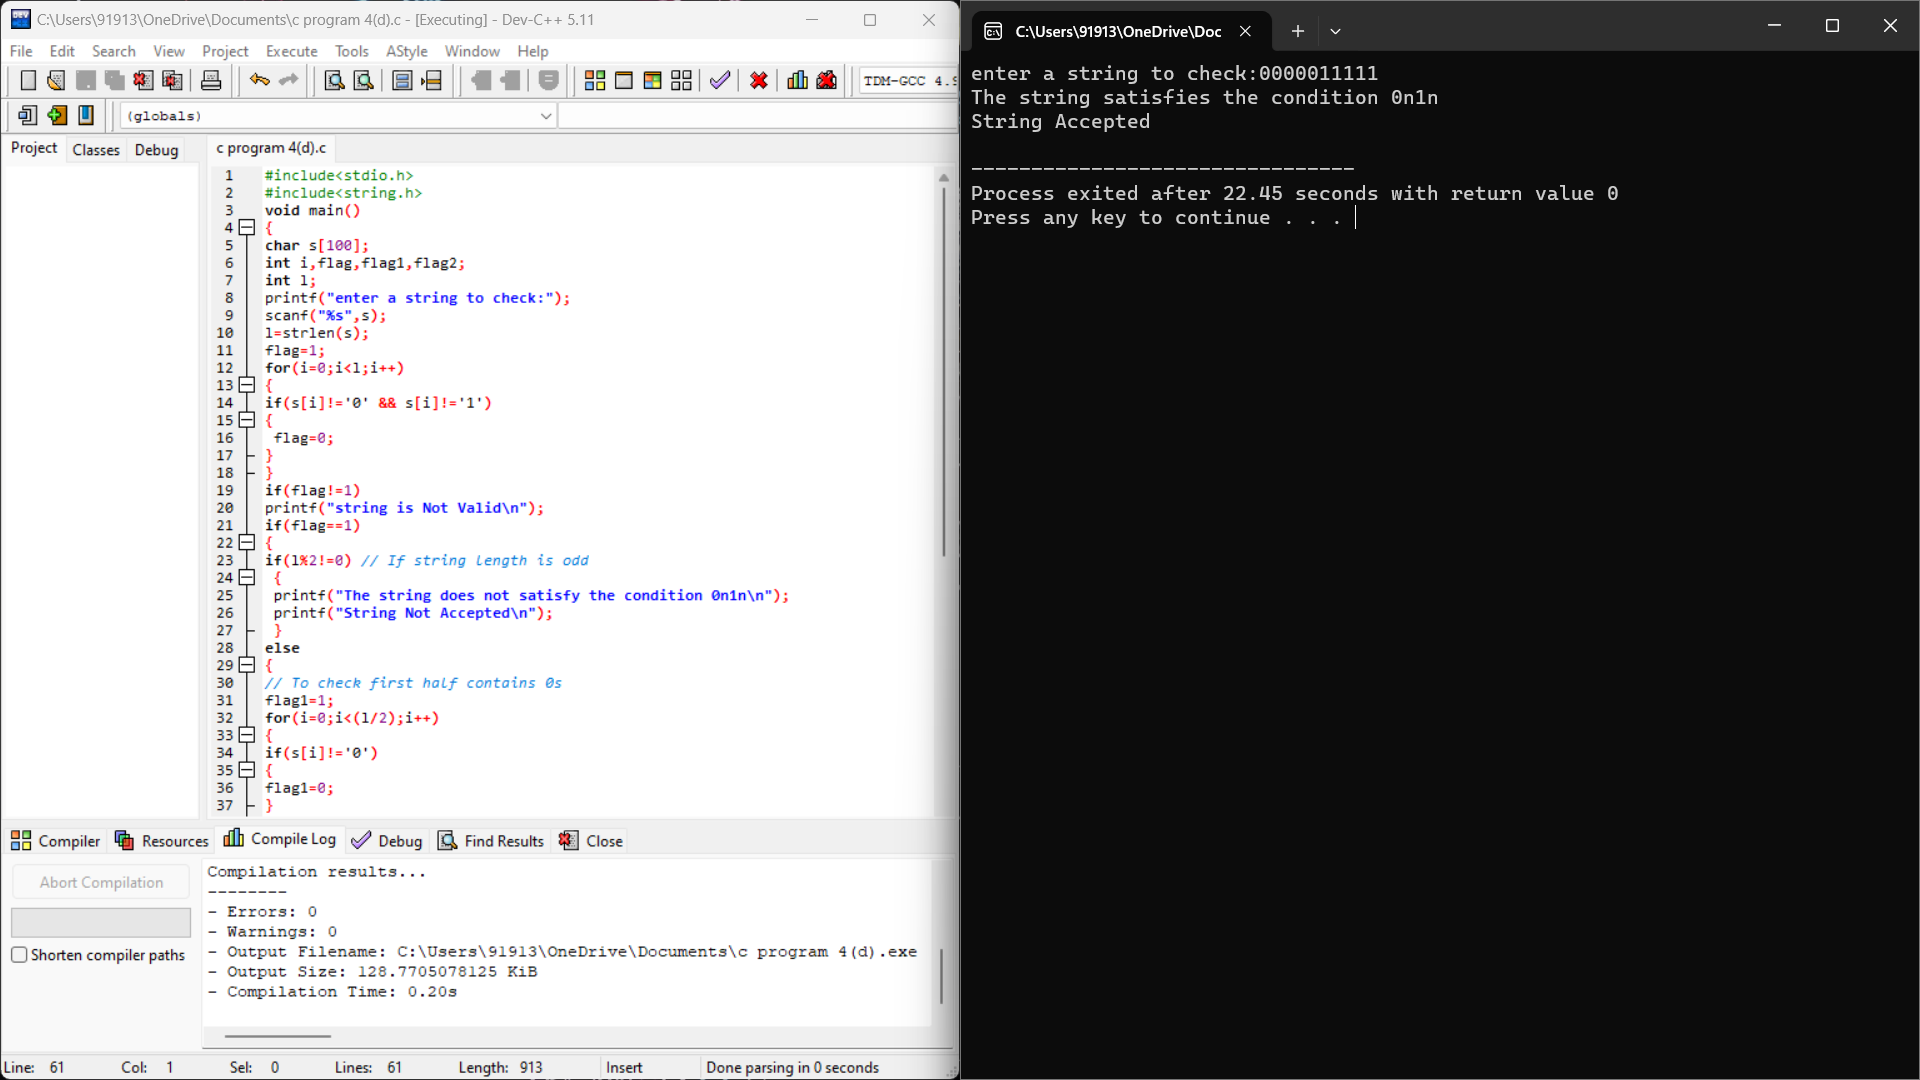 C:\Users\91913\OneDrive\Documents\c program 4(d).c - [Executing] - Dev-C++ 5.11
File Edit Search View Project Execute Tools AStyle Window Help
TDM-GCC 4.9
(globals)
Project Classes Debug
c program 4(d).c
1 #include<stdio.h>
2 #include<string.h>
3 void main()
4 {
5 char s[100];
6 int i,flag,flag1,flag2;
7 int l;
8 printf("enter a string to check:");
9 scanf("%s",s);
10 l=strlen(s);
11 flag=1;
12 for(i=0;i<l;i++)
13 {
14 if(s[i]!='0' && s[i]!='1')
15 {
16 flag=0;
17 }
18 }
19 if(flag!=1)
20 printf("string is Not Valid\n");
21 if(flag==1)
22 {
23 if(l%2!=0) // If string length is odd
24 {
25 printf("The string does not satisfy the condition 0n1n\n");
26 printf("String Not Accepted\n");
27 }
28 else
29 {
30 // To check first half contains 0s
31 flag1=1;
32 for(i=0;i<(l/2);i++)
33 {
34 if(s[i]!='0')
35 {
36 flag1=0;
37 }
Compiler Resources Compile Log Debug Find Results Close
Abort Compilation
Shorten compiler paths
Compilation results...
--------
- Errors: 0
- Warnings: 0
- Output Filename: C:\Users\91913\OneDrive\Documents\c program 4(d).exe
- Output Size: 128.7705078125 KiB
- Compilation Time: 0.20s
Line: 61 Col: 1 Sel: 0 Lines: 61 Length: 913 Insert Done parsing in 0 seconds
C:\Users\91913\OneDrive\Doc
enter a string to check:0000011111
The string satisfies the condition 0n1n
String Accepted
--------------------------------
Process exited after 22.45 seconds with return value 0
Press any key to continue . . .